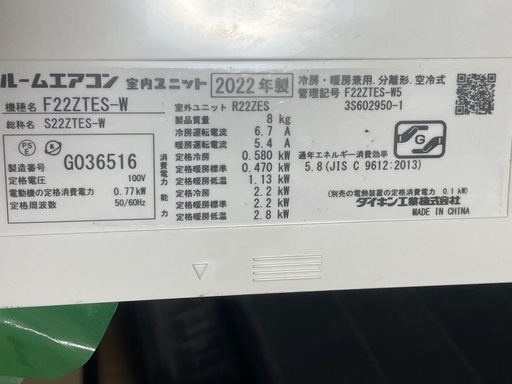 ルームエアコン 室内ユニット 2022年製
冷房・暖房兼用、分離形、空冷式
機種名 F22ZTES-W
室外ユニット R22ZES
管理記号 F22ZTES-W5
総称名 S22ZTES-W
製品質量 8 kg
3S602950-1
冷房運転電流 6.7 A
暖房運転電流 5.4 A
PS
E
製造番号 G036516
定格電圧 100V
電動機の定格消費電力 0.77kW
定格周波数 50/60Hz
消費電力
定格冷房 0.580 kW
定格暖房標準 0.470 kW
定格暖房低温 1.13 kW
能力
定格冷房 2.2 kW
定格暖房標準 2.2 kW
定格暖房低温 2.8 kW
通年エネルギー消費効率
5.8(JIS C 9612:2013)
G
(別売の電熱装置の定格消費電力 0.1 kW)
ダイキン工業株式会社
MADE IN CHINA